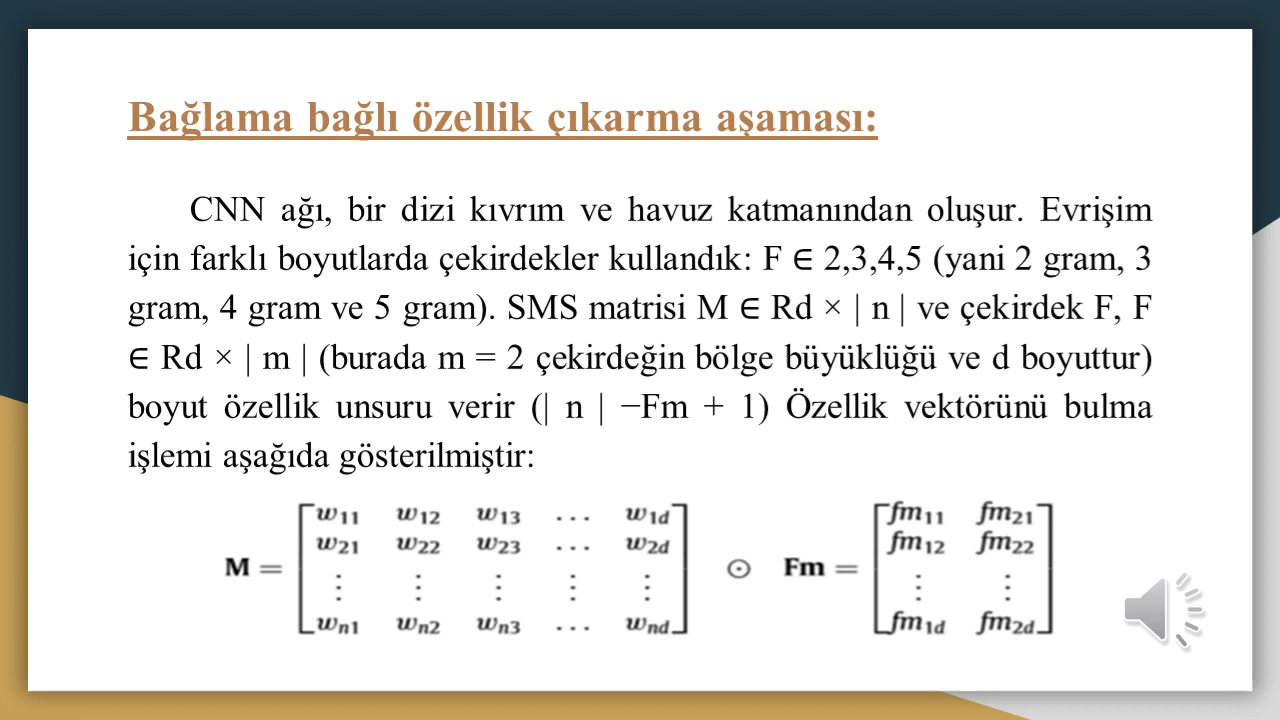 Bağlama bağlı özellik çıkarma aşaması:
CNN ağı, bir dizi kıvrım ve havuz katmanından oluşur. Evrişim
için farklı boyutlarda çekirdekler kullandık: F ∈ 2,3,4,5 (yani 2 gram, 3
gram, 4 gram ve 5 gram). SMS matrisi M ∈ Rd × | n | ve çekirdek F, F
∈ Rd × | m | (burada m = 2 çekirdeğin bölge büyüklüğü ve d boyuttur)
boyut özellik unsuru verir (| n | −Fm + 1) Özellik vektörünü bulma
işlemi aşağıda gösterilmiştir:
w11 w12 w13 ... w1d fm11 fm21
w21 w22 w23 ... w2d fm12 fm22
M = ⋮ ⋮ ⋮ ⋮ ⋮ ⊙ Fm = ⋮ ⋮
wn1 wn2 wn3 ... wnd fm1d fm2d